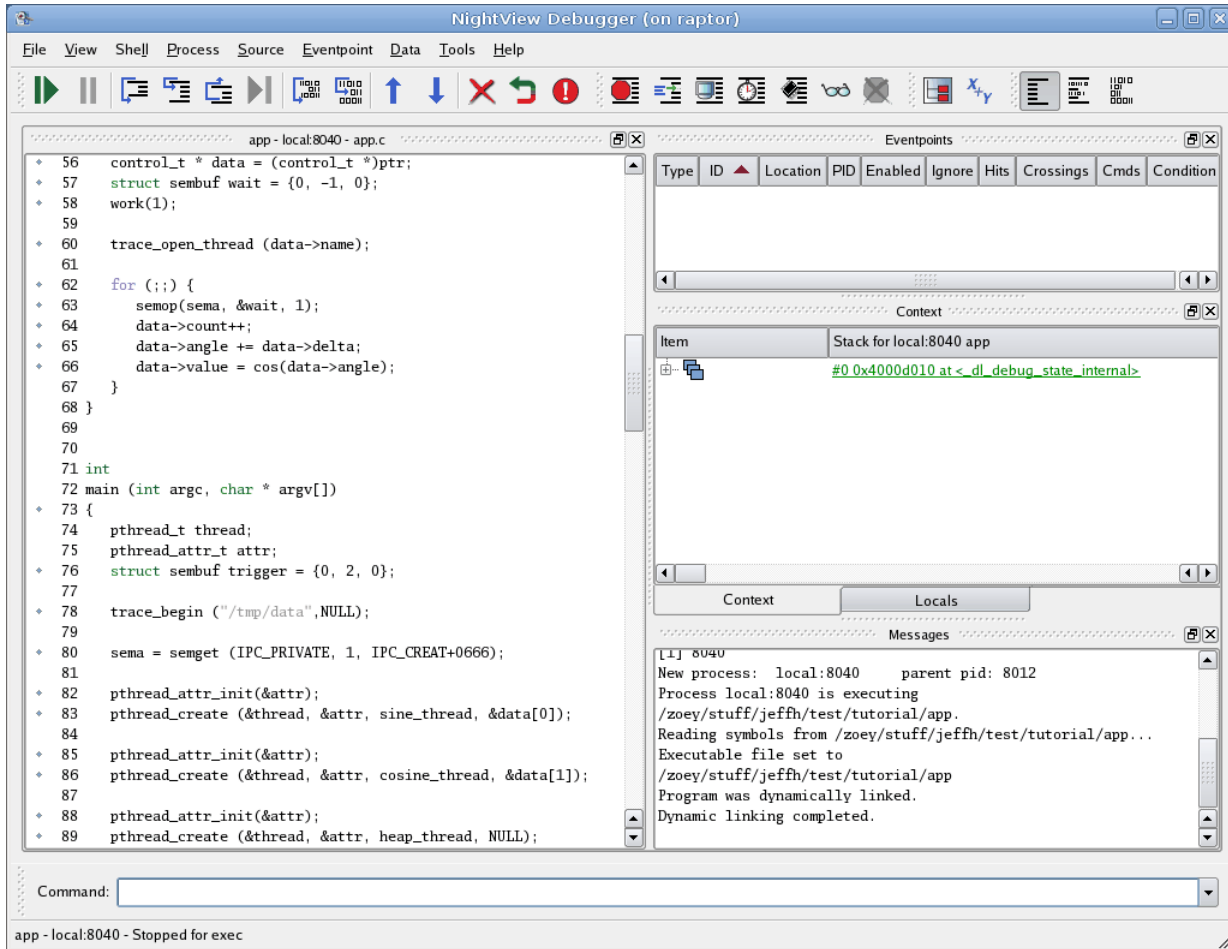 NightView Debugger (on raptor)
File View Shell Process Source Eventpoint Data Tools Help
app - local:8040 - app.c
56 control_t * data = (control_t *)ptr;
57 struct sembuf wait = {0, -1, 0};
58 work(1);
59
60 trace_open_thread (data->name);
61
62 for (;;) {
63 semop(sema, &wait, 1);
64 data->count++;
65 data->angle += data->delta;
66 data->value = cos(data->angle);
67 }
68 }
69
70
71 int
72 main (int argc, char * argv[])
73 {
74 pthread_t thread;
75 pthread_attr_t attr;
76 struct sembuf trigger = {0, 2, 0};
77
78 trace_begin ("/tmp/data",NULL);
79
80 sema = semget (IPC_PRIVATE, 1, IPC_CREAT+0666);
81
82 pthread_attr_init(&attr);
83 pthread_create (&thread, &attr, sine_thread, &data[0]);
84
85 pthread_attr_init(&attr);
86 pthread_create (&thread, &attr, cosine_thread, &data[1]);
87
88 pthread_attr_init(&attr);
89 pthread_create (&thread, &attr, heap_thread, NULL);
Eventpoints
Type ID Location PID Enabled Ignore Hits Crossings Cmds Condition
Context
Item Stack for local:8040 app
#0 0x4000d010 at <_dl_debug_state_internal>
Context Locals
Messages
[1] 8040
New process: local:8040 parent pid: 8012
Process local:8040 is executing
/zoey/stuff/jeffh/test/tutorial/app.
Reading symbols from /zoey/stuff/jeffh/test/tutorial/app...
Executable file set to
/zoey/stuff/jeffh/test/tutorial/app
Program was dynamically linked.
Dynamic linking completed.
Command:
app - local:8040 - Stopped for exec